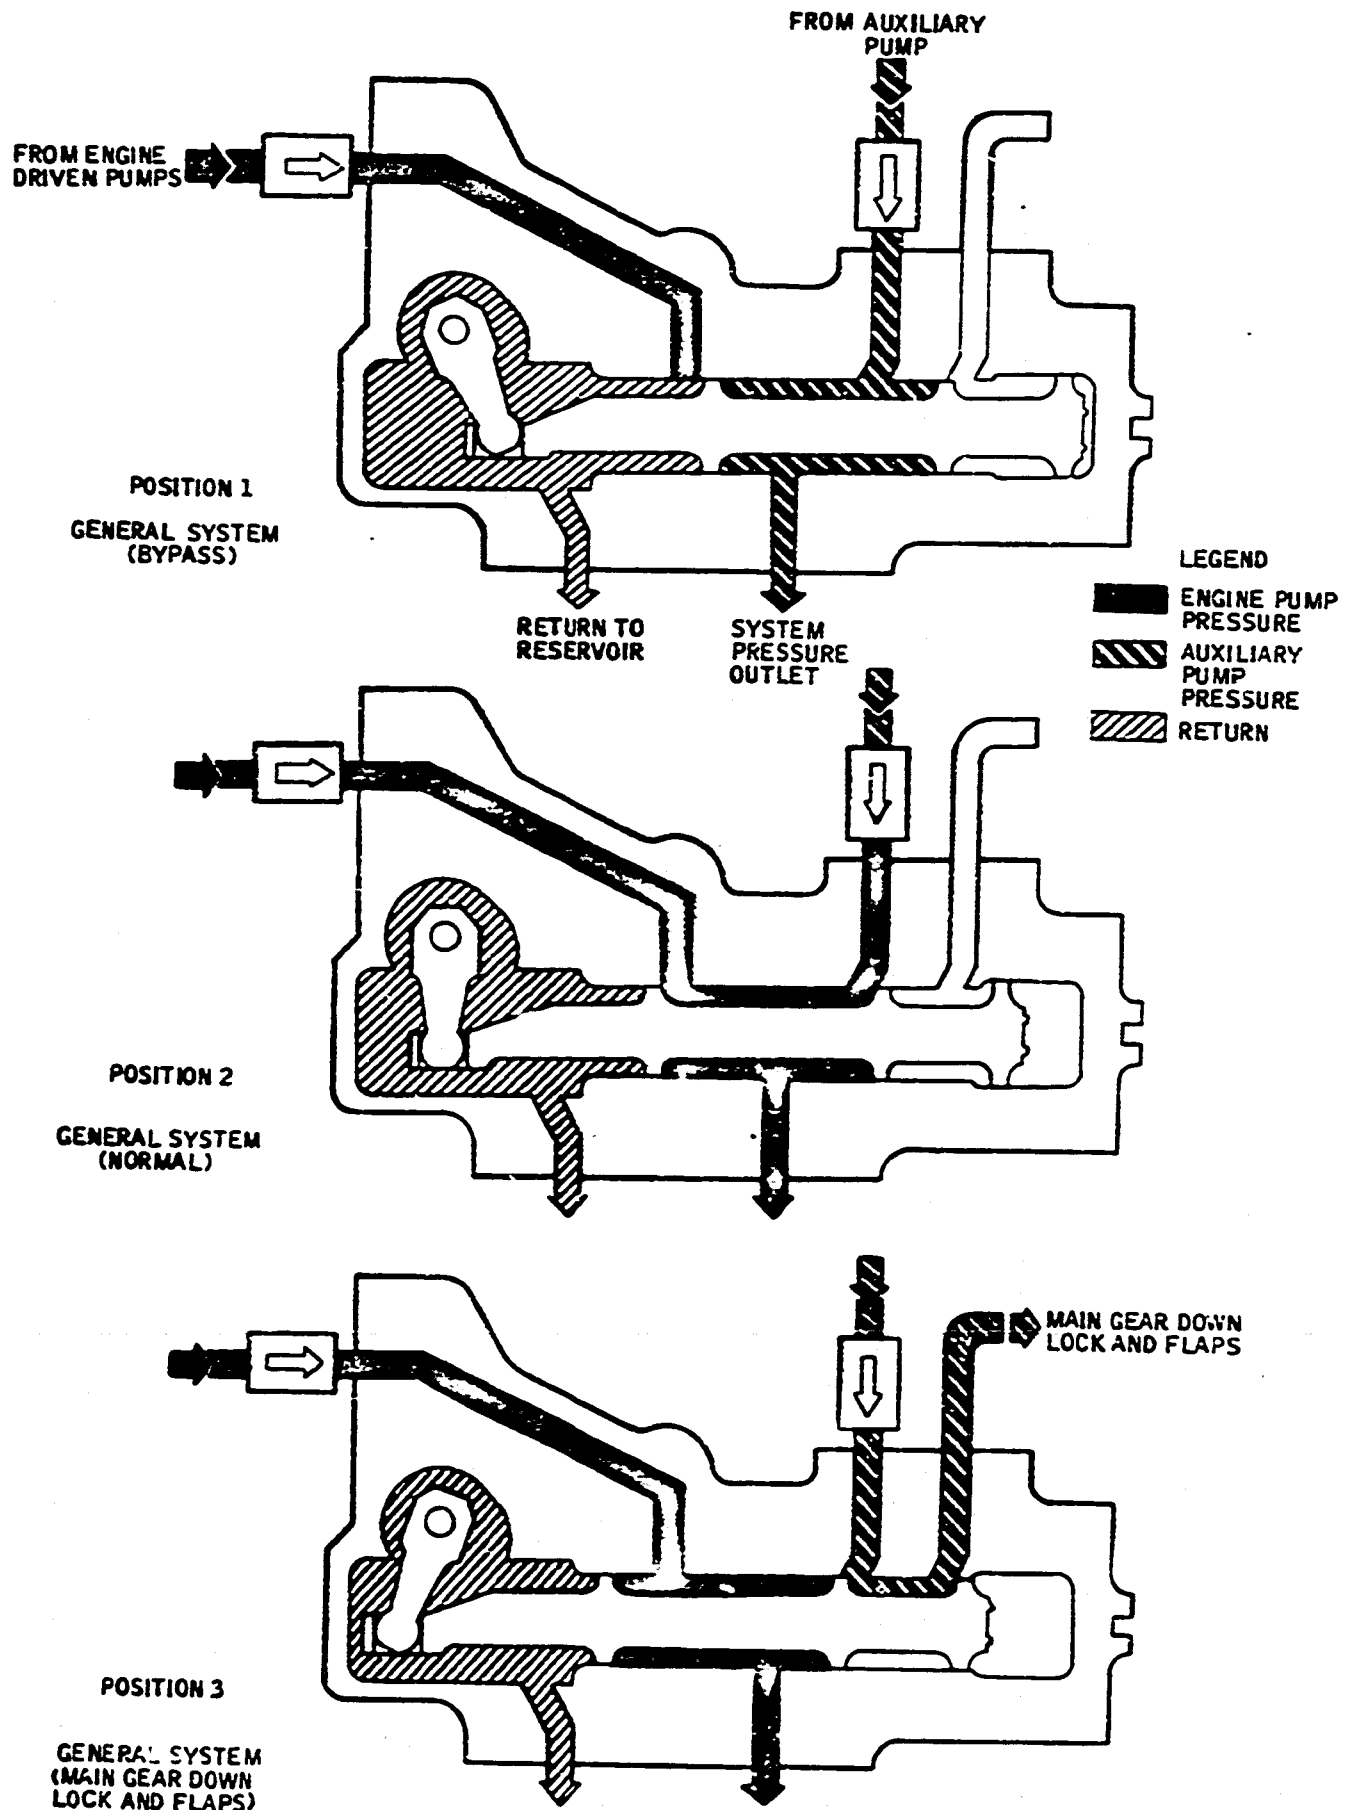 FROM AUXILIARY
PUMP
FROM ENGINE
DRIVEN PUMPS
POSITION 1
GENERAL SYSTEM
(BYPASS)
RETURN TO
RESERVOIR
SYSTEM
PRESSURE
OUTLET
LEGEND
ENGINE PUMP
PRESSURE
AUXILIARY
PUMP
PRESSURE
RETURN
POSITION 2
GENERAL SYSTEM
(NORMAL)
MAIN GEAR DOWN
LOCK AND FLAPS
POSITION 3
GENERAL SYSTEM
(MAIN GEAR DOWN
LOCK AND FLAPS)